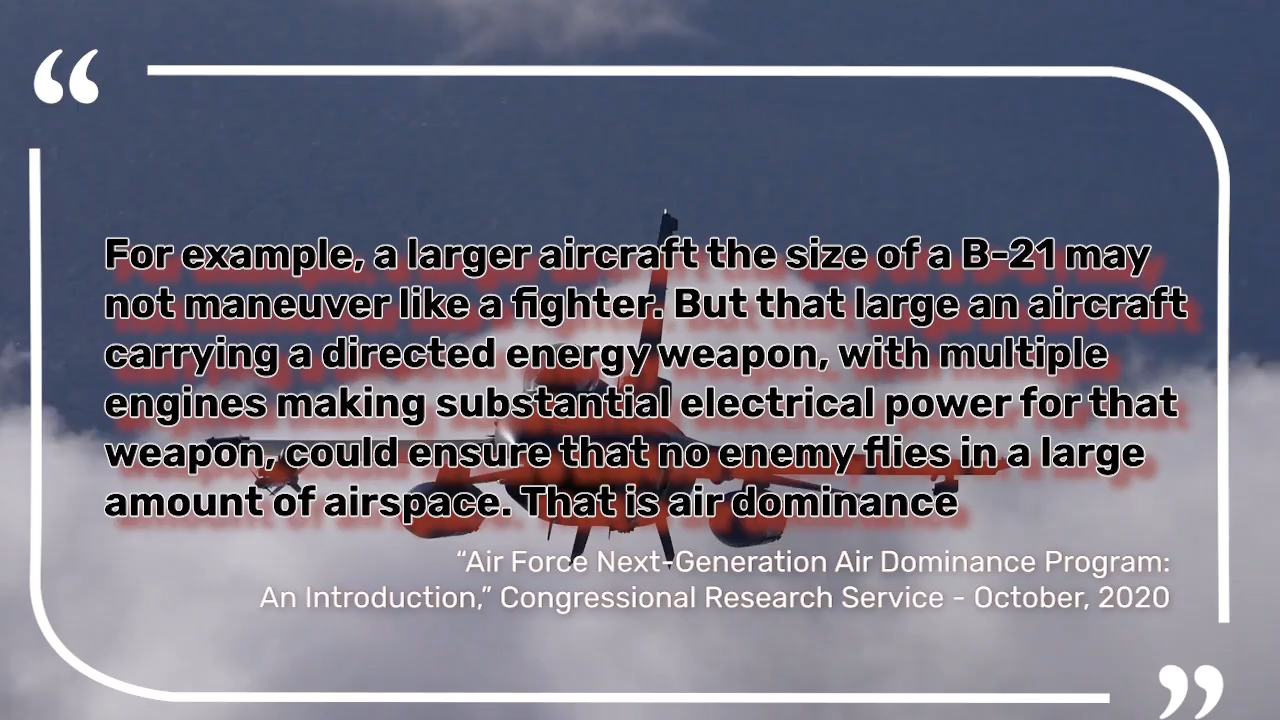 “
For example, a larger aircraft the size of a B-21 may
not maneuver like a fighter. But that large an aircraft
carrying a directed energy weapon, with multiple
engines making substantial electrical power for that
weapon, could ensure that no enemy flies in a large
amount of airspace. That is air dominance
“Air Force Next-Generation Air Dominance Program:
An Introduction,” Congressional Research Service - October, 2020
”